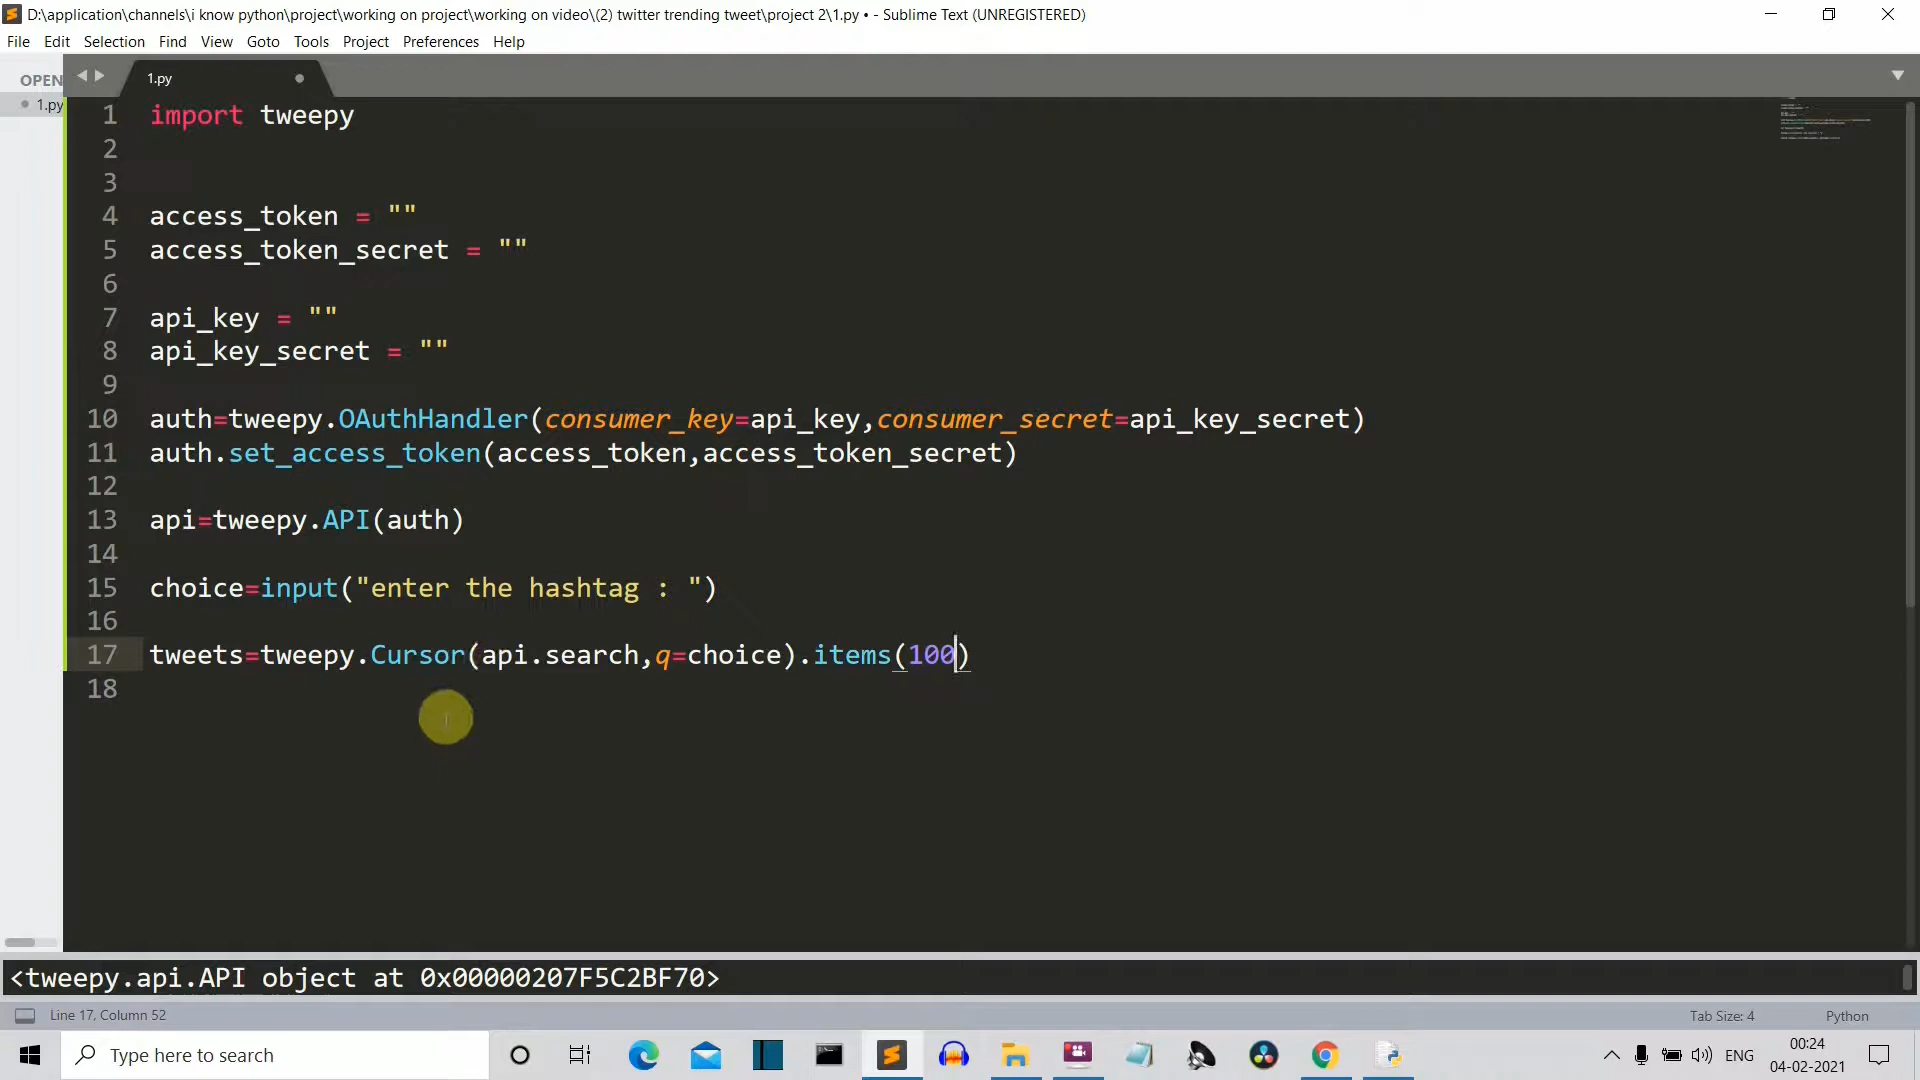 D:\application\channels\i know python\project\working on project\working on video\(2) twitter trending tweet\project 2\1.py • - Sublime Text (UNREGISTERED)
File Edit Selection Find View Goto Tools Project Preferences Help
OPEN
1.py
1.py
1 import tweepy
2
3
4 access_token = ""
5 access_token_secret = ""
6
7 api_key = ""
8 api_key_secret = ""
9
10 auth=tweepy.OAuthHandler(consumer_key=api_key,consumer_secret=api_key_secret)
11 auth.set_access_token(access_token,access_token_secret)
12
13 api=tweepy.API(auth)
14
15 choice=input("enter the hashtag : ")
16
17 tweets=tweepy.Cursor(api.search,q=choice).items(100)
18
<tweepy.api.API object at 0x00000207F5C2BF70>
Line 17, Column 52
Tab Size: 4
Python
Type here to search
ENG
00:24
04-02-2021